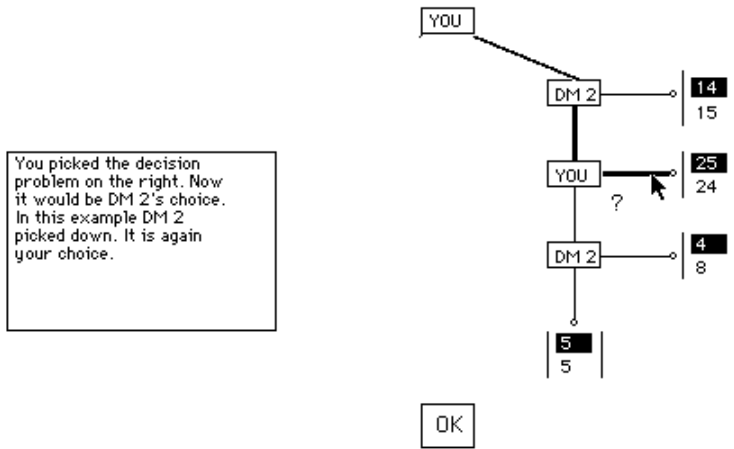 YOU
DM 2
14
15
You picked the decision
problem on the right. Now
it would be DM 2's choice.
In this example DM 2
picked down. It is again
your choice.
YOU
25
24
?
DM 2
4
8
5
5
OK